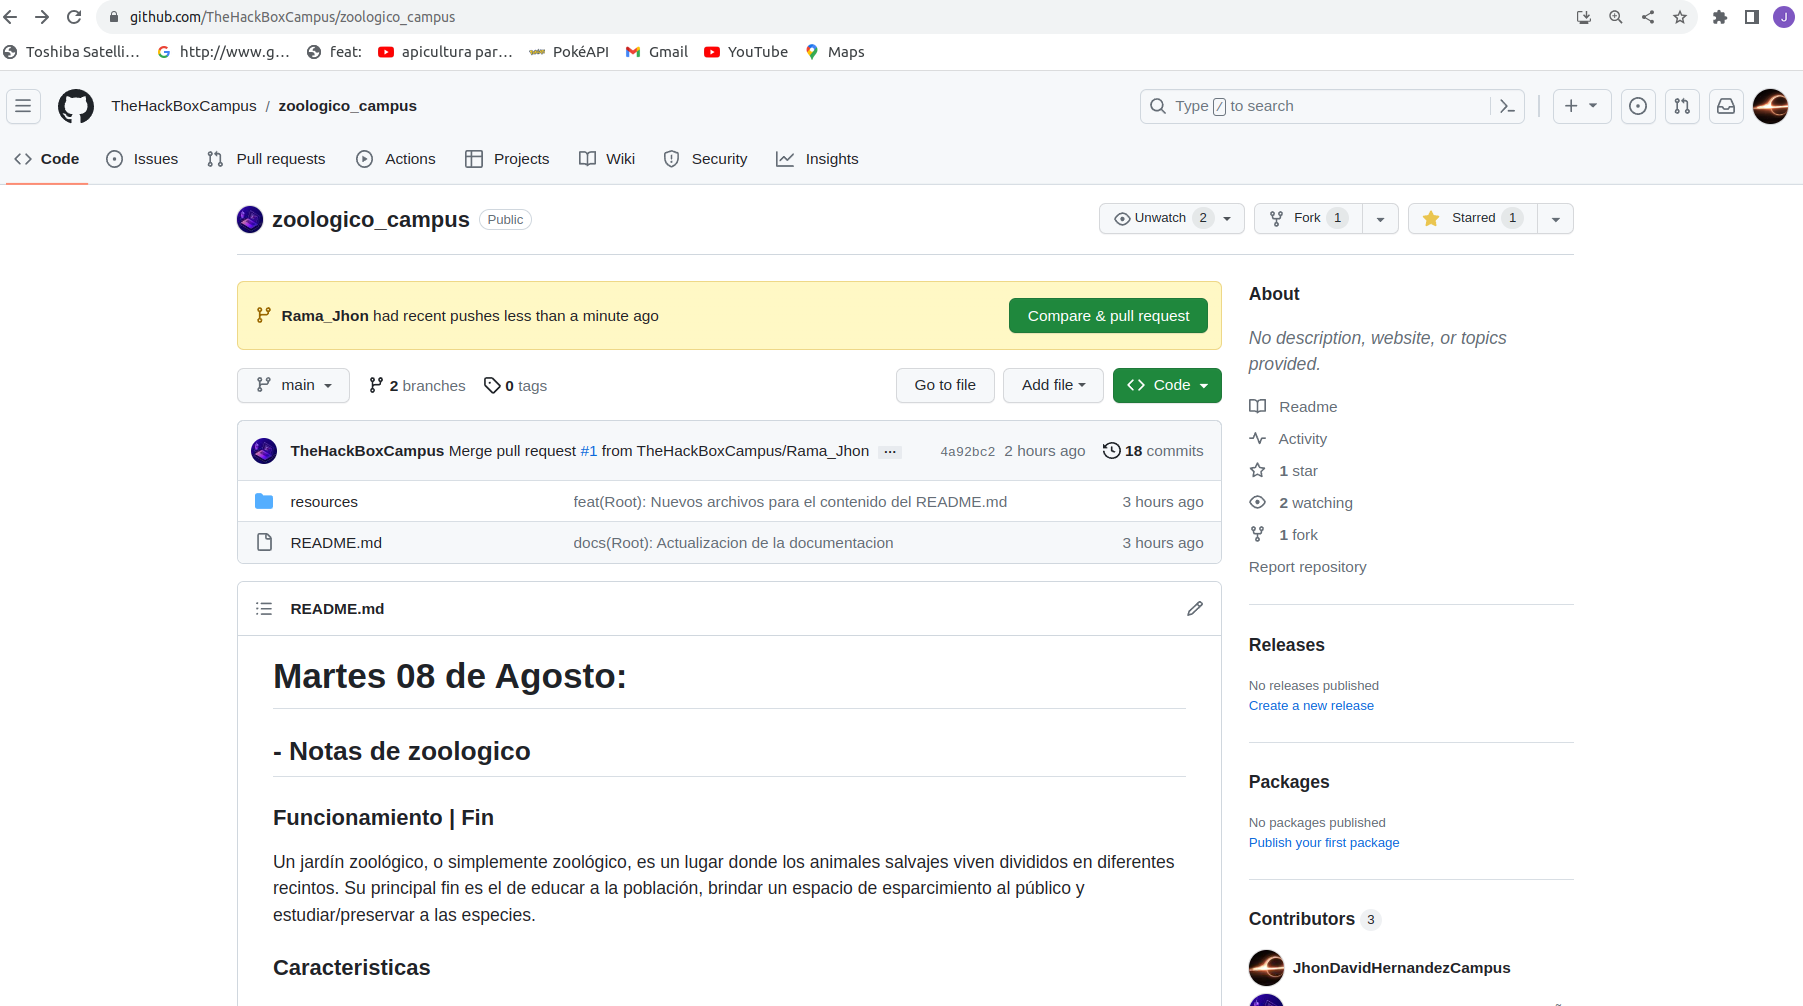 github.com/TheHackBoxCampus/zoologico_campus
J
Toshiba Satelli... http://www.g... feat: apicultura par... PokéAPI Gmail YouTube Maps
TheHackBoxCampus / zoologico_campus
Type / to search
Code Issues Pull requests Actions Projects Wiki Security Insights
zoologico_campus Public
Unwatch 2 Fork 1 Starred 1
Rama_Jhon had recent pushes less than a minute ago
Compare & pull request
main 2 branches 0 tags
Go to file Add file Code
TheHackBoxCampus Merge pull request #1 from TheHackBoxCampus/Rama_Jhon ... 4a92bc2 2 hours ago 18 commits
resources feat(Root): Nuevos archivos para el contenido del README.md 3 hours ago
README.md docs(Root): Actualizacion de la documentacion 3 hours ago
README.md
Martes 08 de Agosto:
- Notas de zoologico
Funcionamiento | Fin
Un jardín zoológico, o simplemente zoológico, es un lugar donde los animales salvajes viven divididos en diferentes
recintos. Su principal fin es el de educar a la población, brindar un espacio de esparcimiento al público y
estudiar/preservar a las especies.
Caracteristicas
About
No description, website, or topics
provided.
Readme
Activity
1 star
2 watching
1 fork
Report repository
Releases
No releases published
Create a new release
Packages
No packages published
Publish your first package
Contributors 3
JhonDavidHernandezCampus